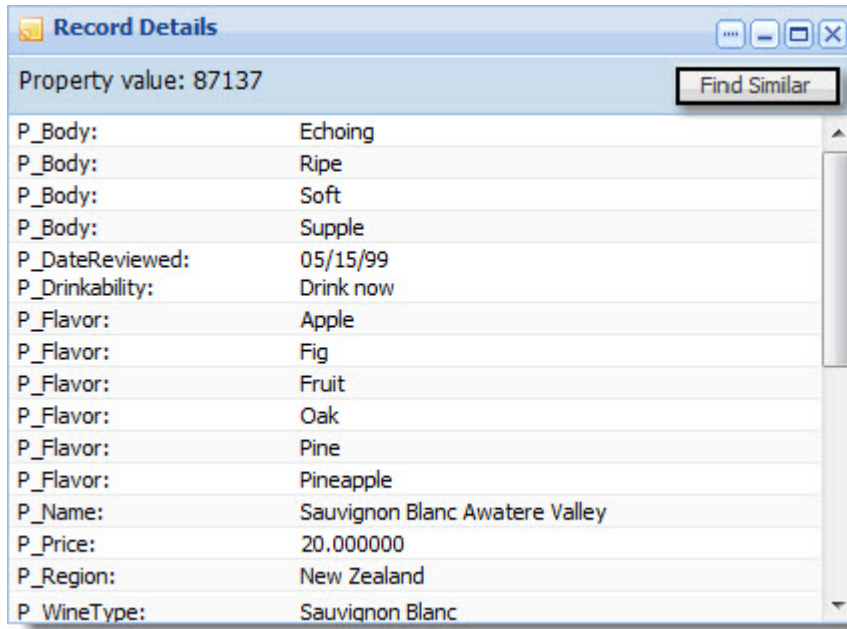 Record Details
Property value: 87137
Find Similar
P_Body: Echoing
P_Body: Ripe
P_Body: Soft
P_Body: Supple
P_DateReviewed: 05/15/99
P_Drinkability: Drink now
P_Flavor: Apple
P_Flavor: Fig
P_Flavor: Fruit
P_Flavor: Oak
P_Flavor: Pine
P_Flavor: Pineapple
P_Name: Sauvignon Blanc Awatere Valley
P_Price: 20.000000
P_Region: New Zealand
P_WineType: Sauvignon Blanc